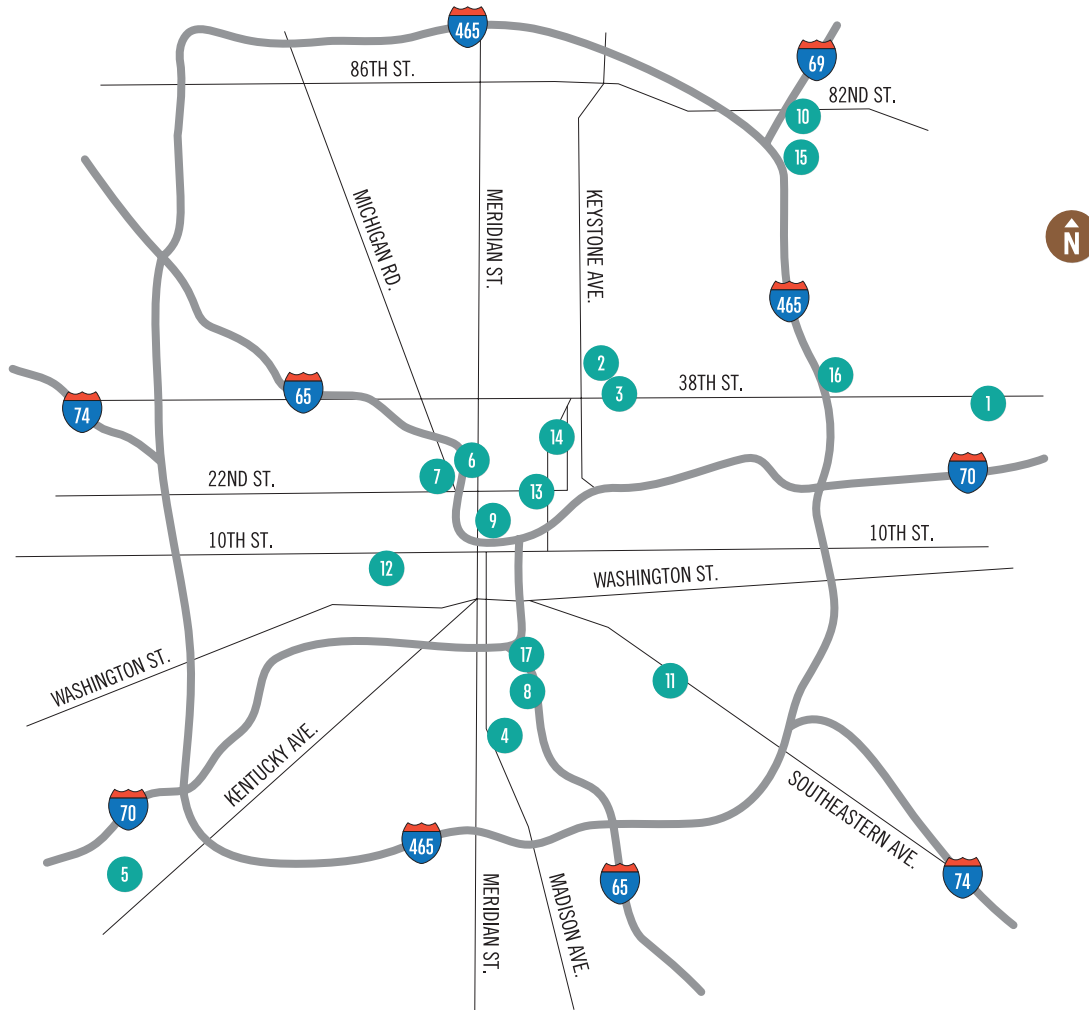 465
69
86TH ST.
82ND ST.
10
15
MICHIGAN RD.
MERIDIAN ST.
KEYSTONE AVE.
N
465
2
16
38TH ST.
3
1
65
74
14
6
7
22ND ST.
13
70
9
10TH ST.
10TH ST.
12
WASHINGTON ST.
17
WASHINGTON ST.
11
8
4
KENTUCKY AVE.
SOUTHEASTERN AVE.
70
465
5
65
74
MERIDIAN ST.
MADISON AVE.